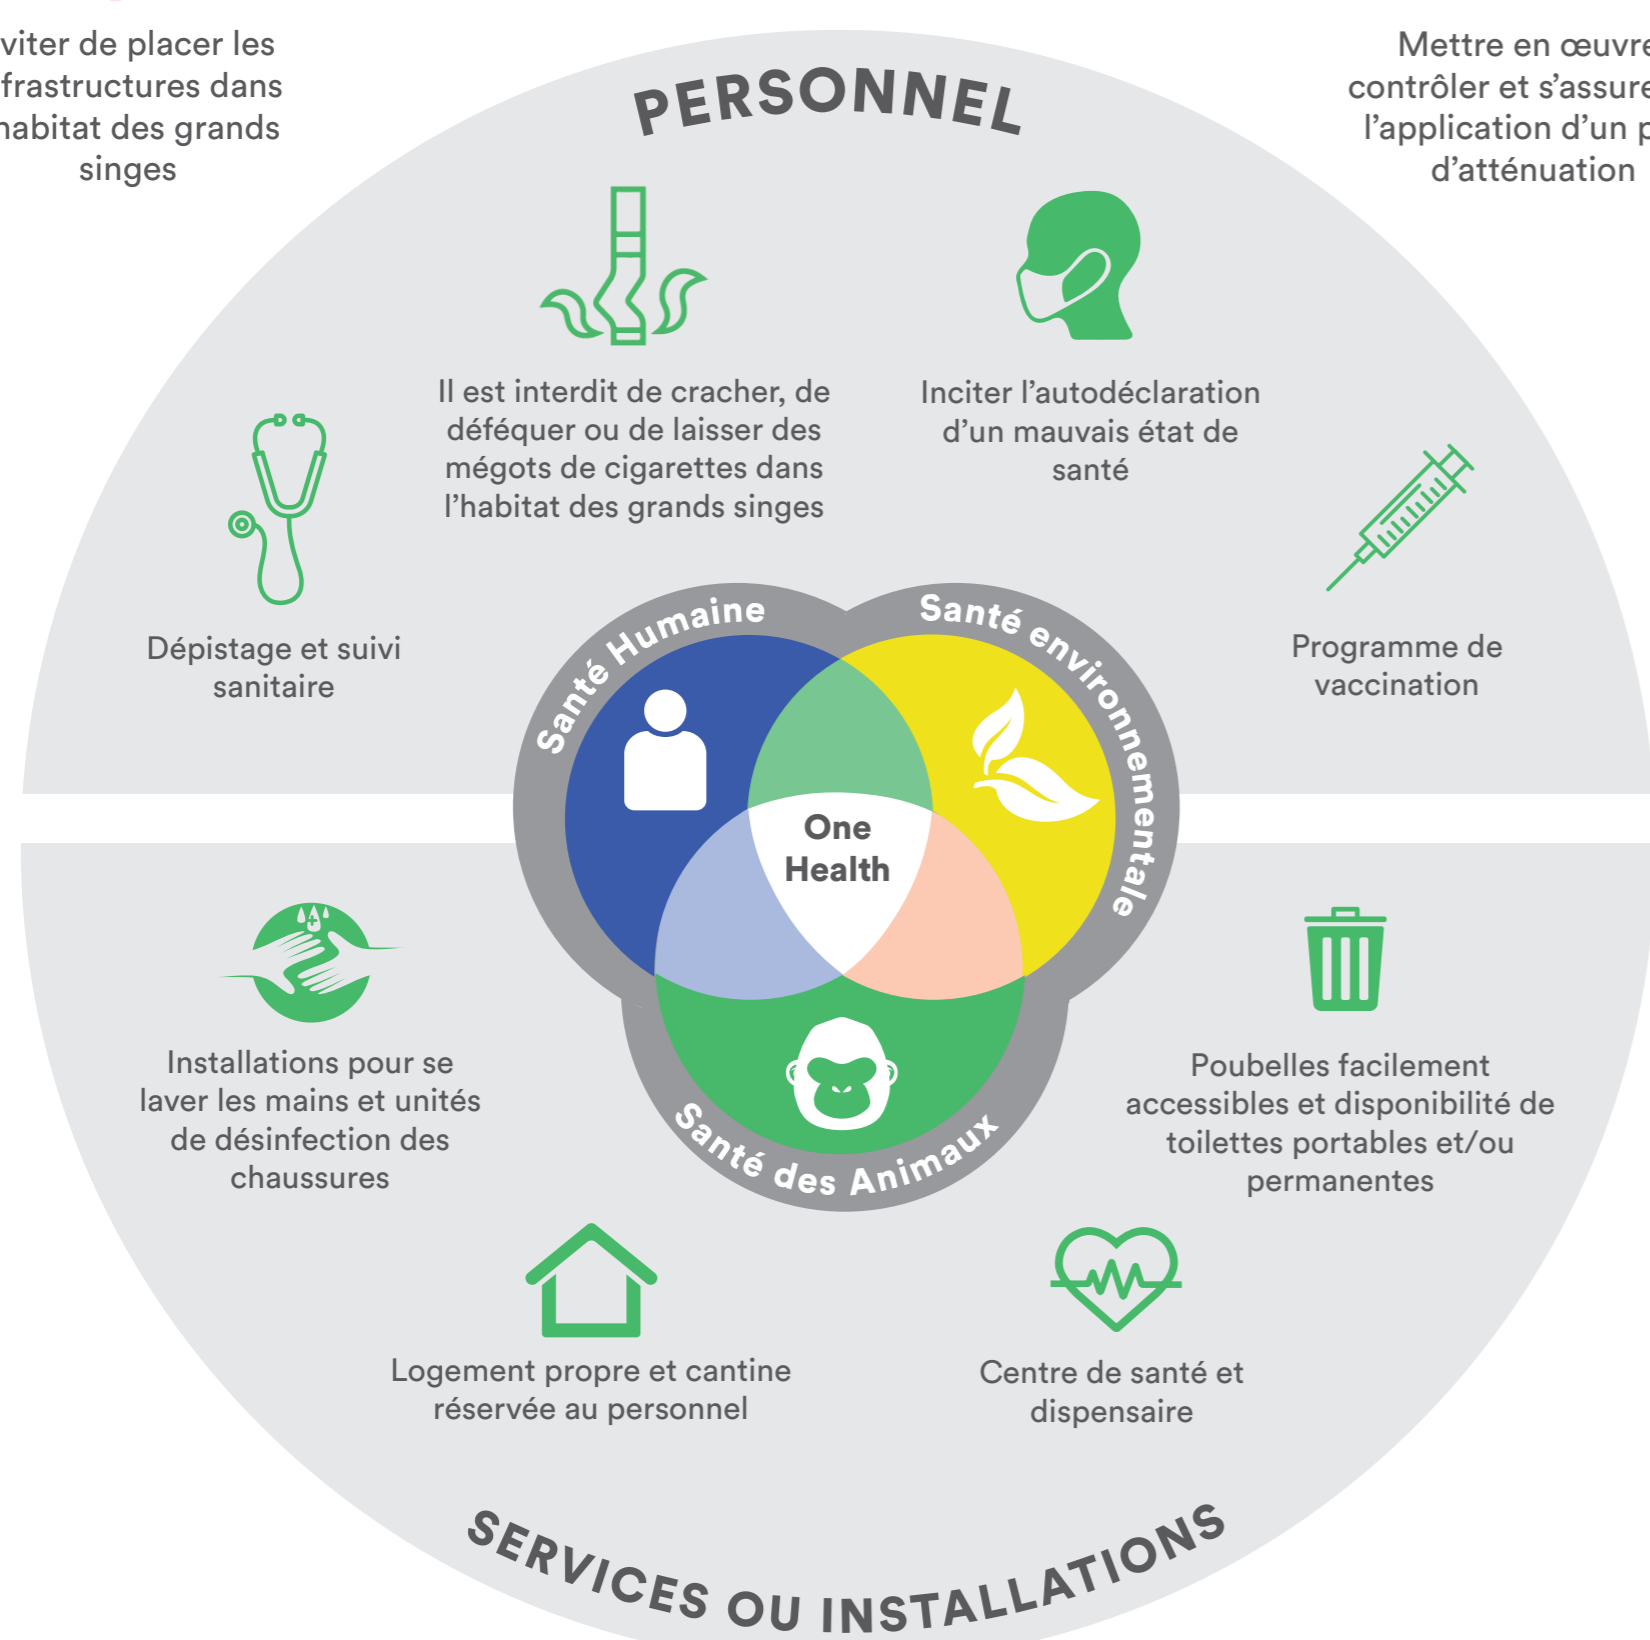 viter de placer les
frastructures dans
habitat des grands
singes
Mettre en œuvre
contrôler et s'assure
l'application d'un p
d'atténuation
PERSONNEL
Il est interdit de cracher, de
déféquer ou de laisser des
mégots de cigarettes dans
l'habitat des grands singes
Inciter l'autodéclaration
d'un mauvais état de
santé
Dépistage et suivi
sanitaire
Programme de
vaccination
Santé Humaine
Santé environnementale
One
Health
Santé des Animaux
Installations pour se
laver les mains et unités
de désinfection des
chaussures
Poubelles facilement
accessibles et disponibilité de
toilettes portables et/ou
permanentes
Logement propre et cantine
réservée au personnel
Centre de santé et
dispensaire
SERVICES OU INSTALLATIONS